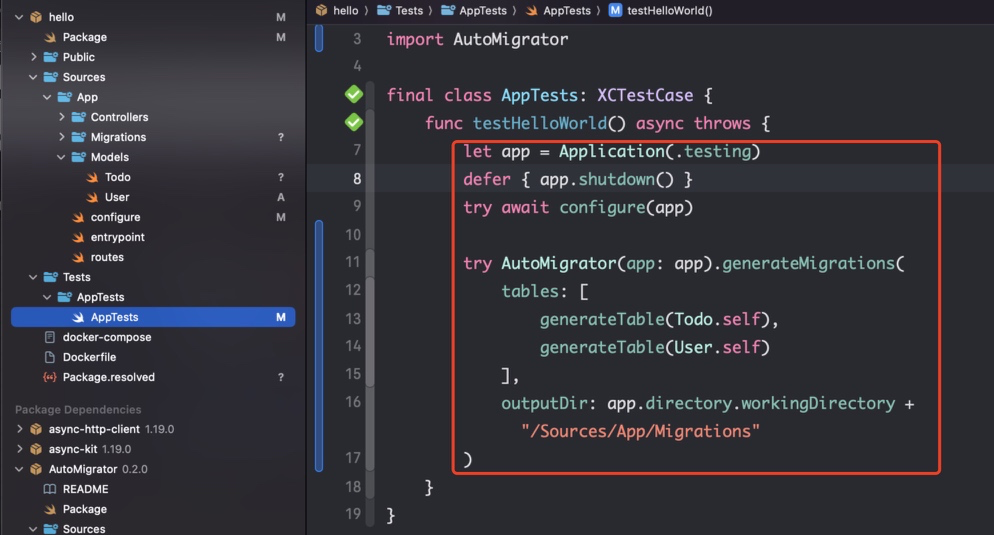 hello M
Package M
Public
Sources
App
Controllers
Migrations ?
Models
Todo ?
User A
configure M
entrypoint
routes
Tests
AppTests
AppTests M
docker-compose
Dockerfile
Package.resolved ?
Package Dependencies
async-http-client 1.19.0
async-kit 1.19.0
AutoMigrator 0.2.0
README
Package
Sources
hello 〉 Tests 〉 AppTests 〉 AppTests 〉 M testHelloWorld()
3 import AutoMigrator
4
final class AppTests: XCTestCase {
func testHelloWorld() async throws {
7 let app = Application(.testing)
8 defer { app.shutdown() }
9 try await configure(app)
10
11 try AutoMigrator(app: app).generateMigrations(
12 tables: [
13 generateTable(Todo.self),
14 generateTable(User.self)
15 ],
16 outputDir: app.directory.workingDirectory +
"/Sources/App/Migrations"
17 )
18 }
19 }